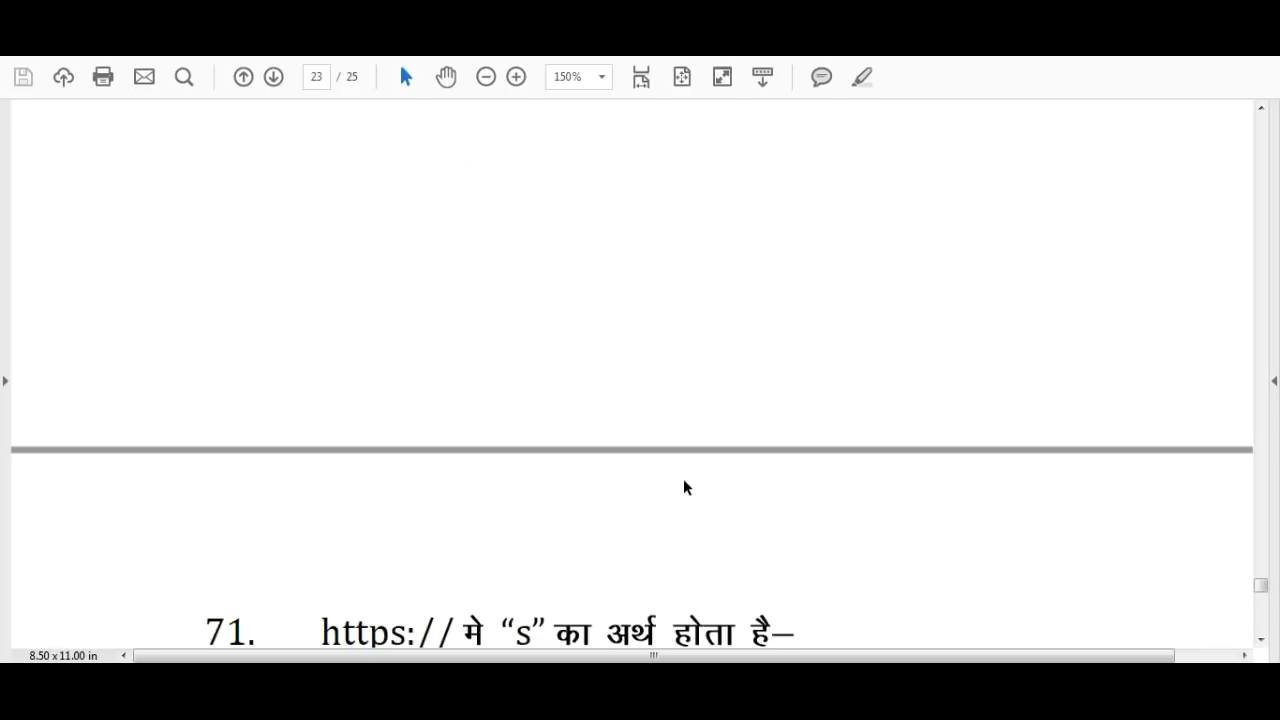 23 / 25
150%
71. https:// मे “s” का अर्थ होता है–
8.50 x 11.00 in